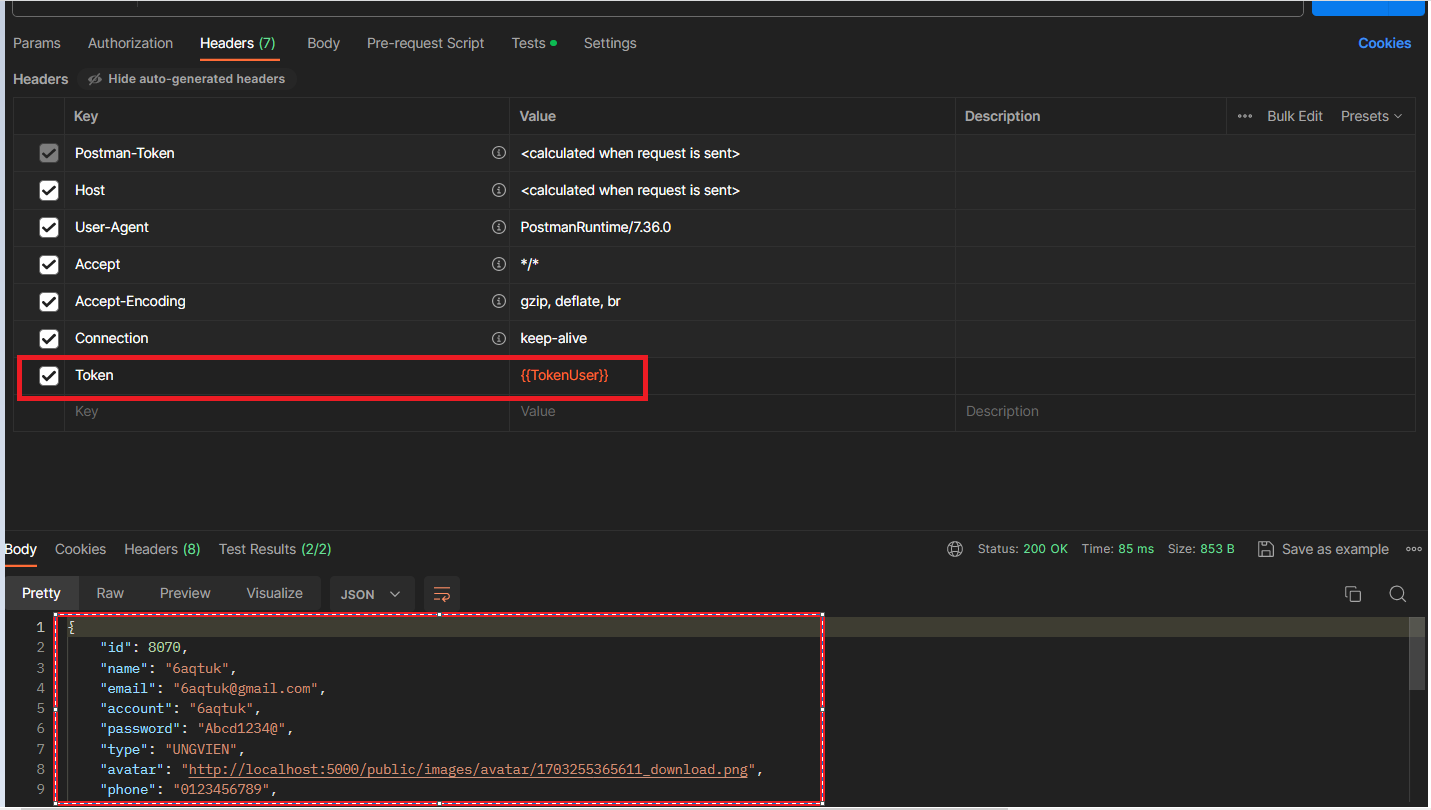 Params Authorization Headers (7) Body Pre-request Script Tests Settings Cookies
Headers Hide auto-generated headers
Key Value Description Bulk Edit Presets
Postman-Token <calculated when request is sent>
Host <calculated when request is sent>
User-Agent PostmanRuntime/7.36.0
Accept */*
Accept-Encoding gzip, deflate, br
Connection keep-alive
Token {{TokenUser}}
Key Value Description
Body Cookies Headers (8) Test Results (2/2) Status: 200 OK Time: 85 ms Size: 853 B Save as example
Pretty Raw Preview Visualize JSON
1 {
2 "id": 8070,
3 "name": "6aqtuk",
4 "email": "6aqtuk@gmail.com",
5 "account": "6aqtuk",
6 "password": "Abcd1234@",
7 "type": "UNGVIEN",
8 "avatar": "http://localhost:5000/public/images/avatar/1703255365611_download.png",
9 "phone": "0123456789",